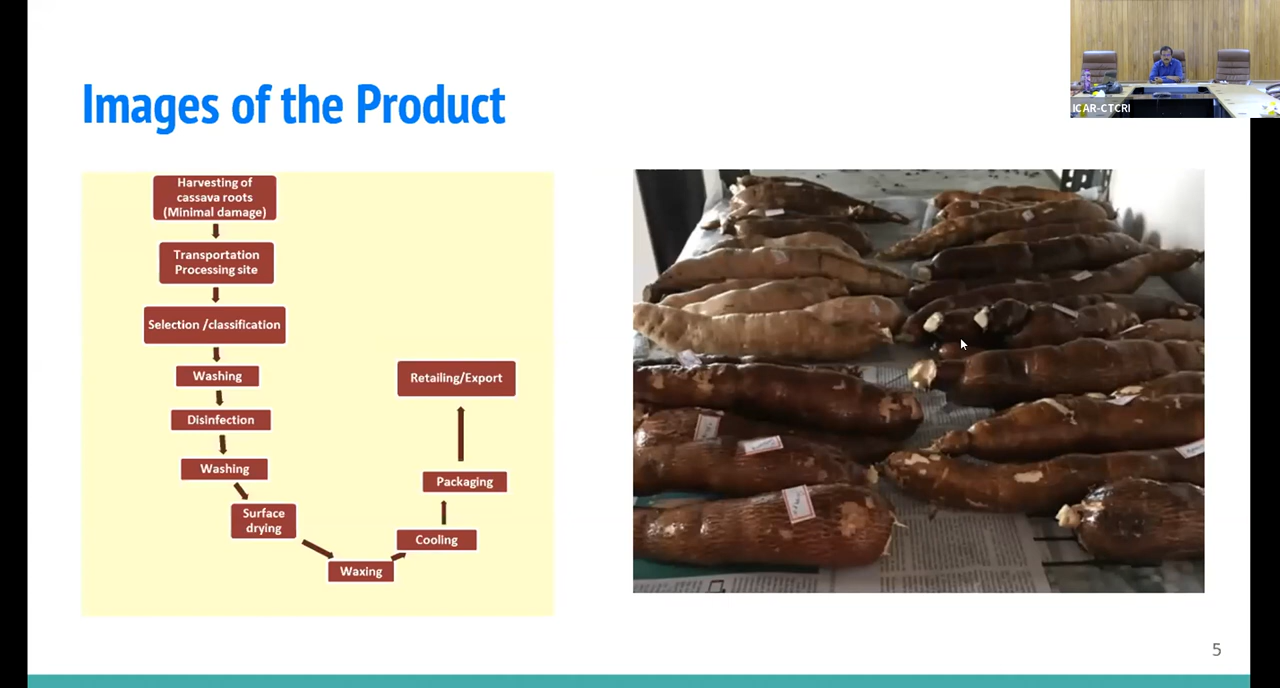 ICAR-CTCRI
Images of the Product
Harvesting of
cassava roots
(Minimal damage)
Transportation
Processing site
Selection /classification
Washing
Disinfection
Washing
Surface
drying
Waxing
Cooling
Packaging
Retailing/Export
5